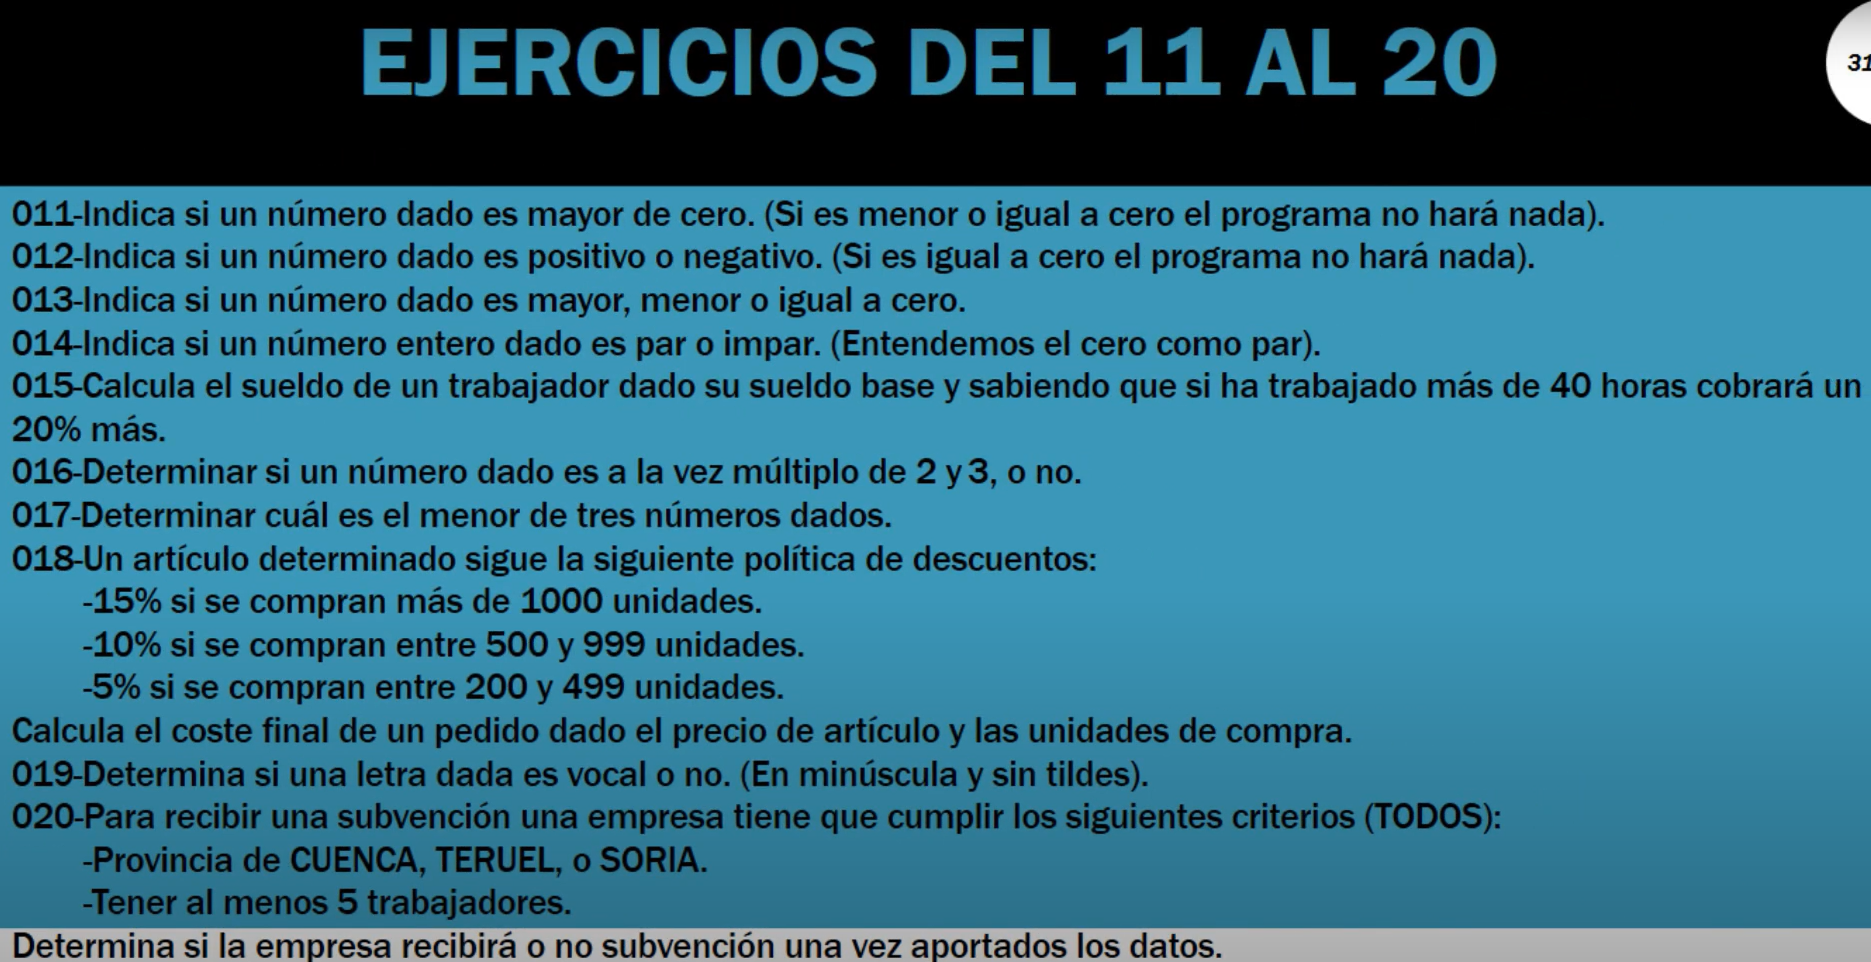 EJERCICIOS DEL 11 AL 20
31
011-Indica si un número dado es mayor de cero. (Si es menor o igual a cero el programa no hará nada).
012-Indica si un número dado es positivo o negativo. (Si es igual a cero el programa no hará nada).
013-Indica si un número dado es mayor, menor o igual a cero.
014-Indica si un número entero dado es par o impar. (Entendemos el cero como par).
015-Calcula el sueldo de un trabajador dado su sueldo base y sabiendo que si ha trabajado más de 40 horas cobrará un
20% más.
016-Determinar si un número dado es a la vez múltiplo de 2 y 3, o no.
017-Determinar cuál es el menor de tres números dados.
018-Un artículo determinado sigue la siguiente política de descuentos:
-15% si se compran más de 1000 unidades.
-10% si se compran entre 500 y 999 unidades.
-5% si se compran entre 200 y 499 unidades.
Calcula el coste final de un pedido dado el precio de artículo y las unidades de compra.
019-Determina si una letra dada es vocal o no. (En minúscula y sin tildes).
020-Para recibir una subvención una empresa tiene que cumplir los siguientes criterios (TODOS):
-Provincia de CUENCA, TERUEL, o SORIA.
-Tener al menos 5 trabajadores.
Determina si la empresa recibirá o no subvención una vez aportados los datos.